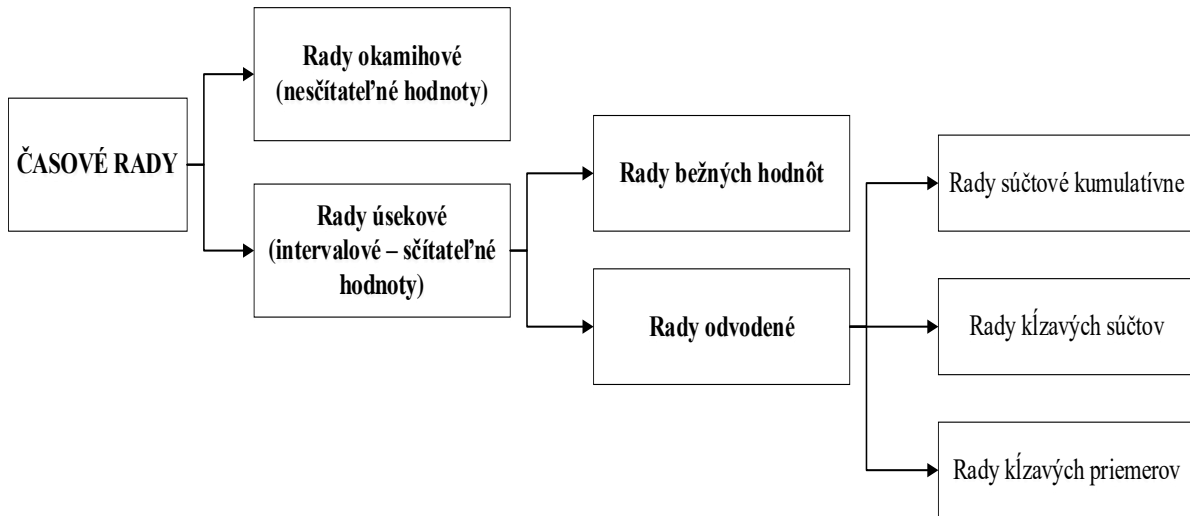 ČASOVÉ RADY
Rady okamihové
(nesčítateľné hodnoty)
Rady úsekové
(intervalové – sčítateľné
hodnoty)
Rady bežných hodnôt
Rady odvodené
Rady súčtové kumulatívne
Rady kĺzavých súčtov
Rady kĺzavých priemerov